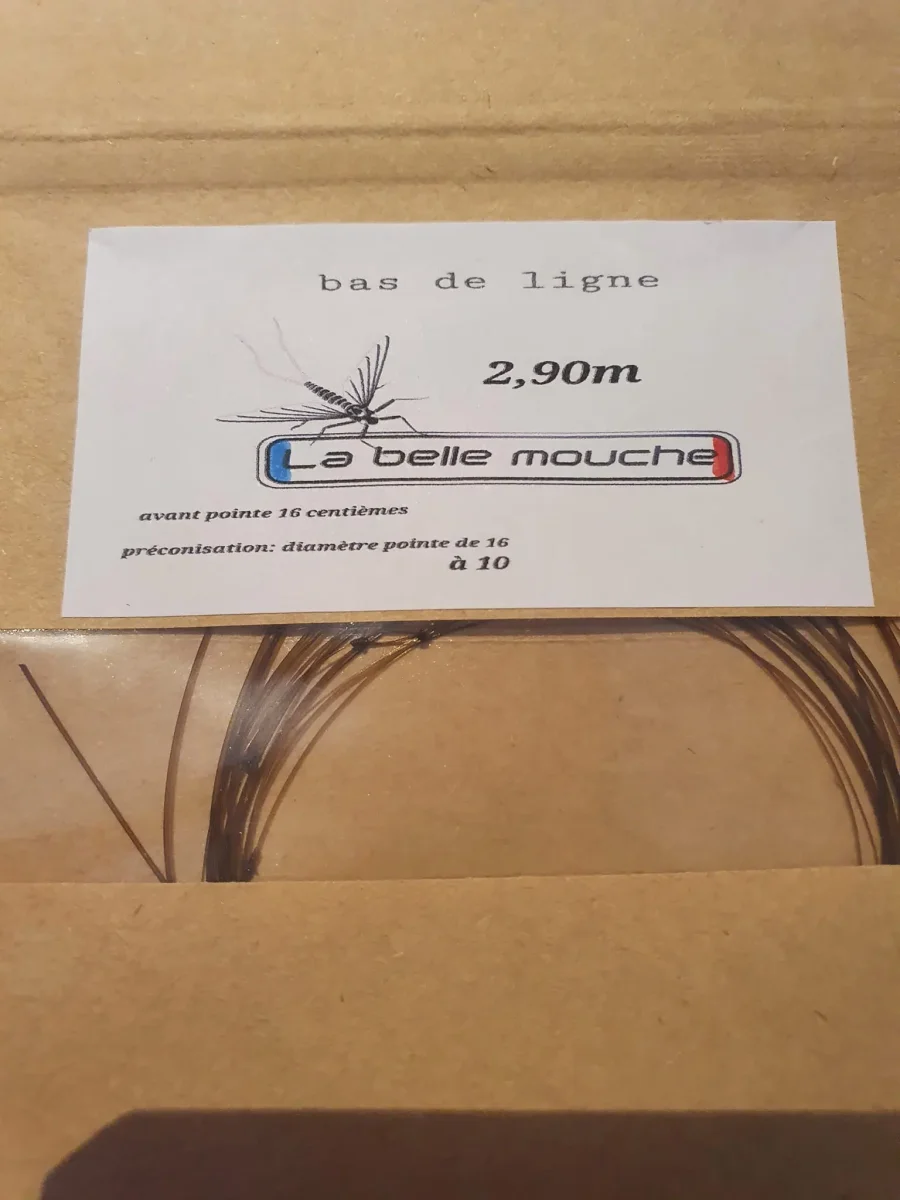 bas de ligne
2,90m
La belle mouche
avant pointe 16 centièmes
préconisation: diamètre pointe de 16
à 10